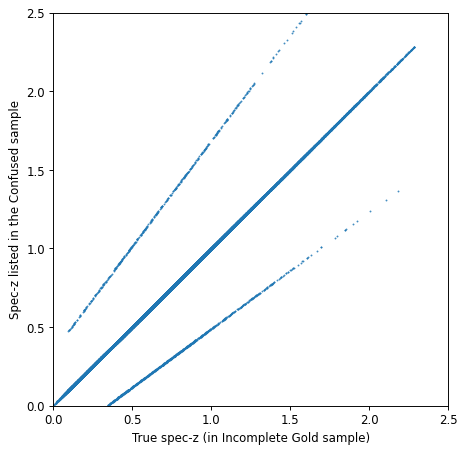 2.5
2.0
1.5
1.0
0.5
0.0
Spec-z listed in the Confused sample
0.0 0.5 1.0 1.5 2.0 2.5
True spec-z (in Incomplete Gold sample)